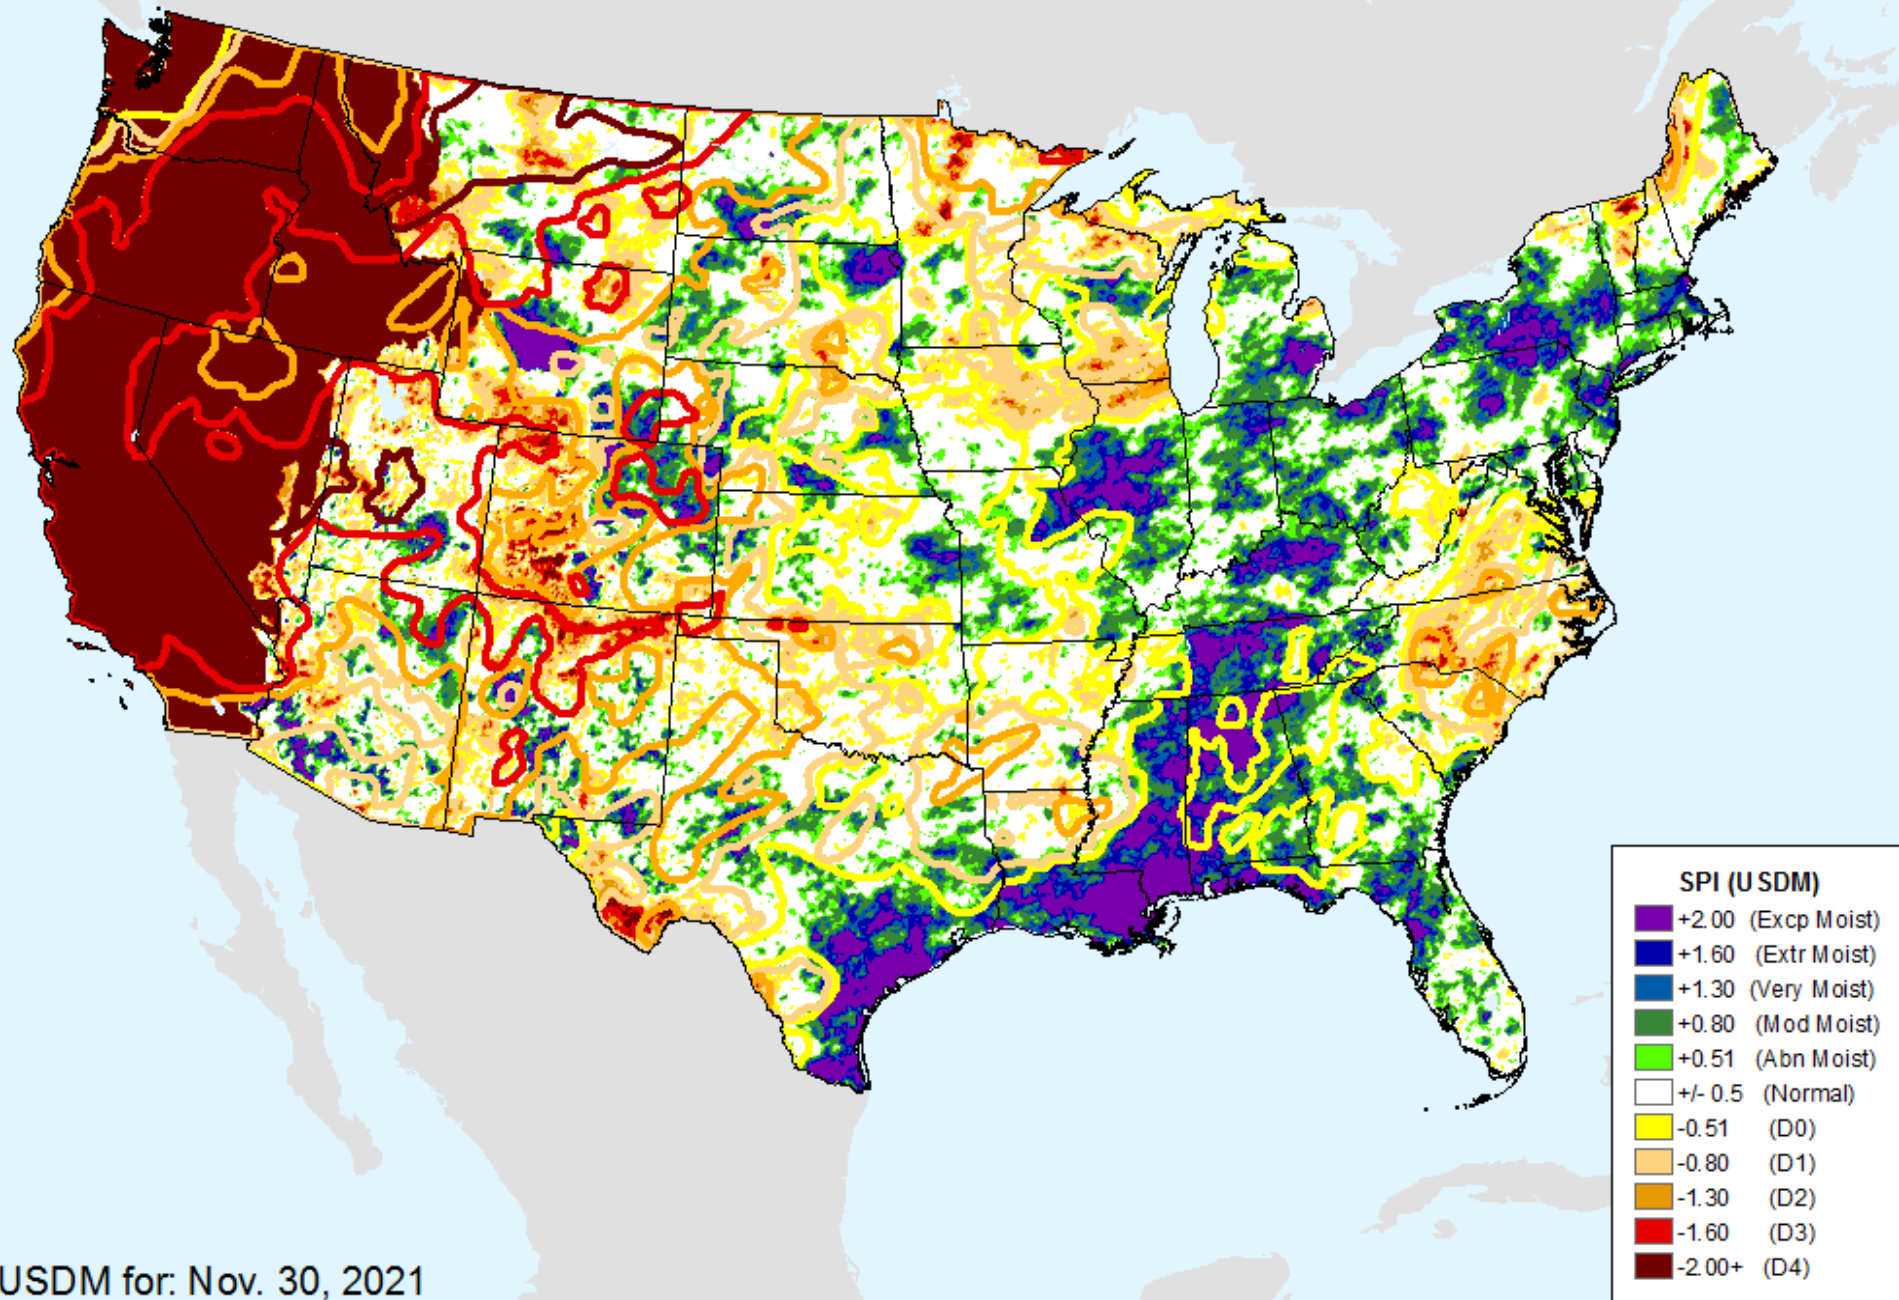 SPI (USDM)
+2.00 (Excp Moist)
+1.60 (Extr Moist)
+1.30 (Very Moist)
+0.80 (Mod Moist)
+0.51 (Abn Moist)
+/- 0.5 (Normal)
-0.51 (D0)
-0.80 (D1)
-1.30 (D2)
-1.60 (D3)
-2.00+ (D4)
USDM for: Nov. 30, 2021